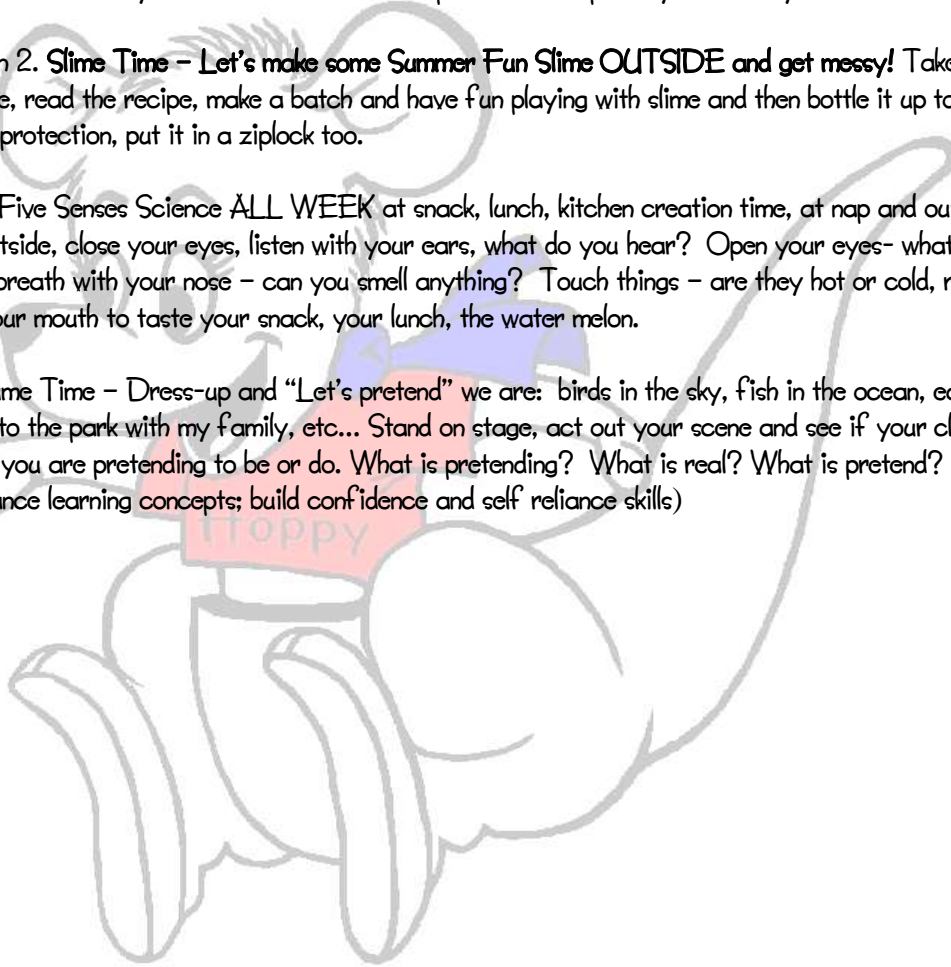 n 2. Slime Time – Let's make some Summer Fun Slime OUTSIDE and get messy! Take
e, read the recipe, make a batch and have fun playing with slime and then bottle it up to
protection, put it in a ziplock too.
Five Senses Science ALL WEEK at snack, lunch, kitchen creation time, at nap and ou
tside, close your eyes, listen with your ears, what do you hear? Open your eyes- what
breath with your nose – can you smell anything? Touch things – are they hot or cold, r
our mouth to taste your snack, your lunch, the water melon.
me Time – Dress-up and “Let's pretend” we are: birds in the sky, fish in the ocean, ea
to the park with my family, etc... Stand on stage, act out your scene and see if your cl
you are pretending to be or do. What is pretending? What is real? What is pretend?
nce learning concepts; build confidence and self reliance skills)
Hoppy